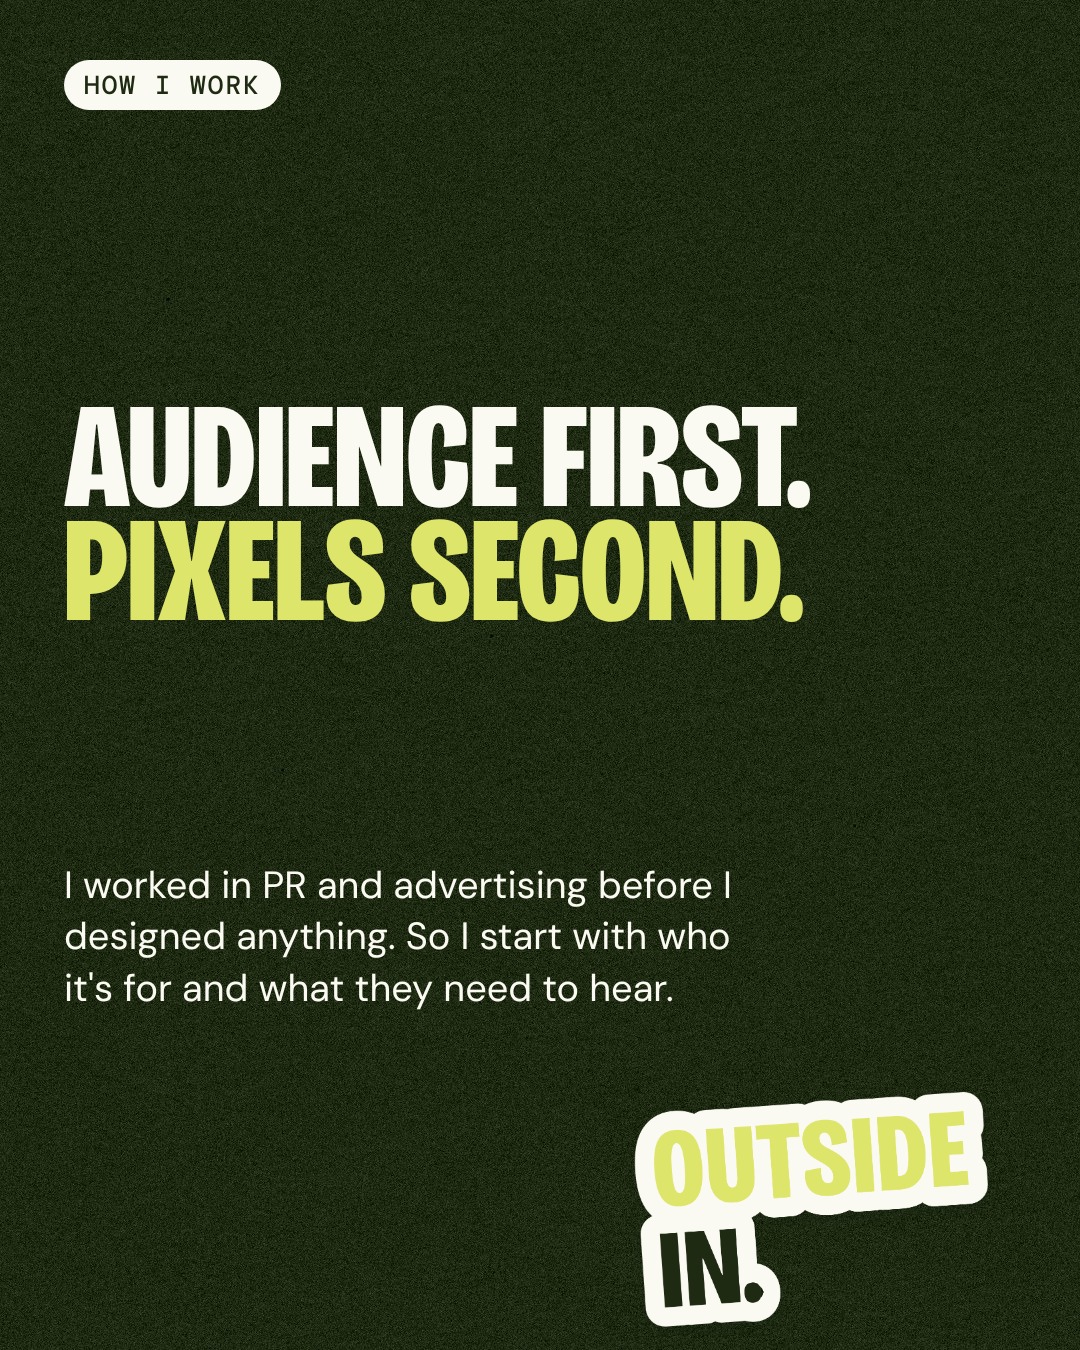 HOW I WORK
AUDIENCE FIRST.
PIXELS SECOND.
I worked in PR and advertising before I
designed anything. So I start with who
it's for and what they need to hear.
OUTSIDE
IN.